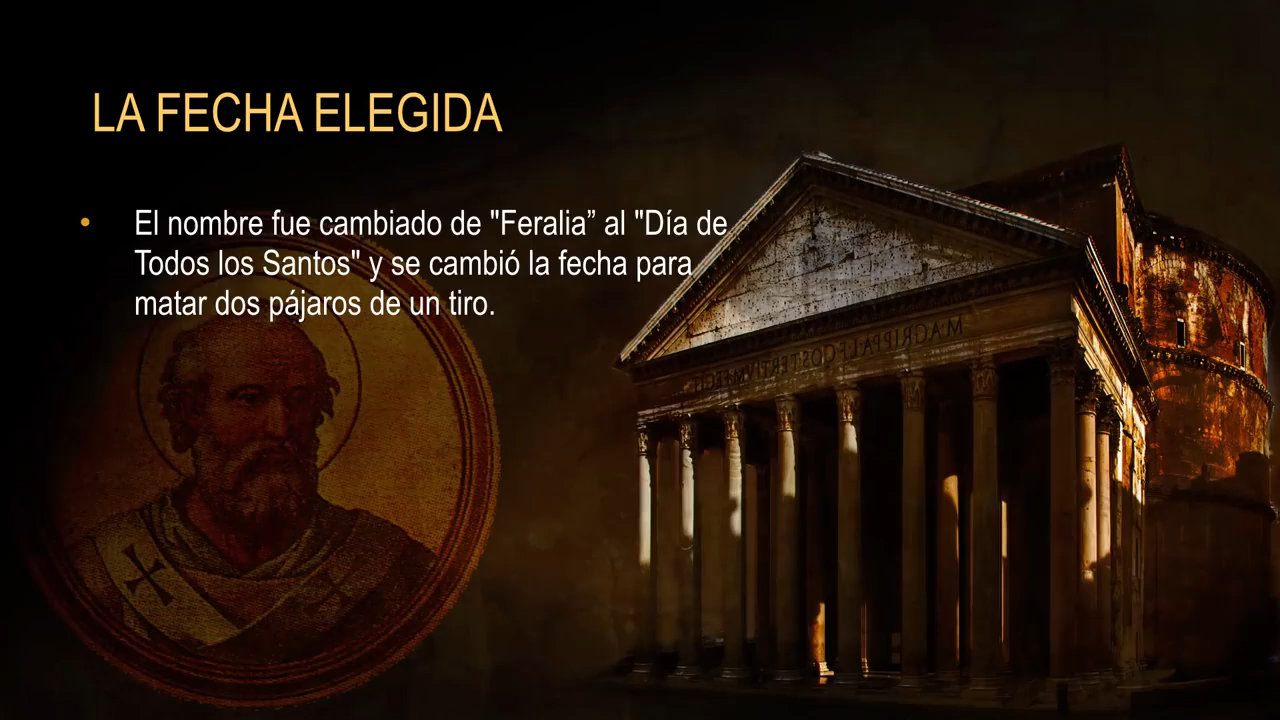 LA FECHA ELEGIDA
• El nombre fue cambiado de "Feralia” al "Día de
Todos los Santos" y se cambió la fecha para
matar dos pájaros de un tiro.